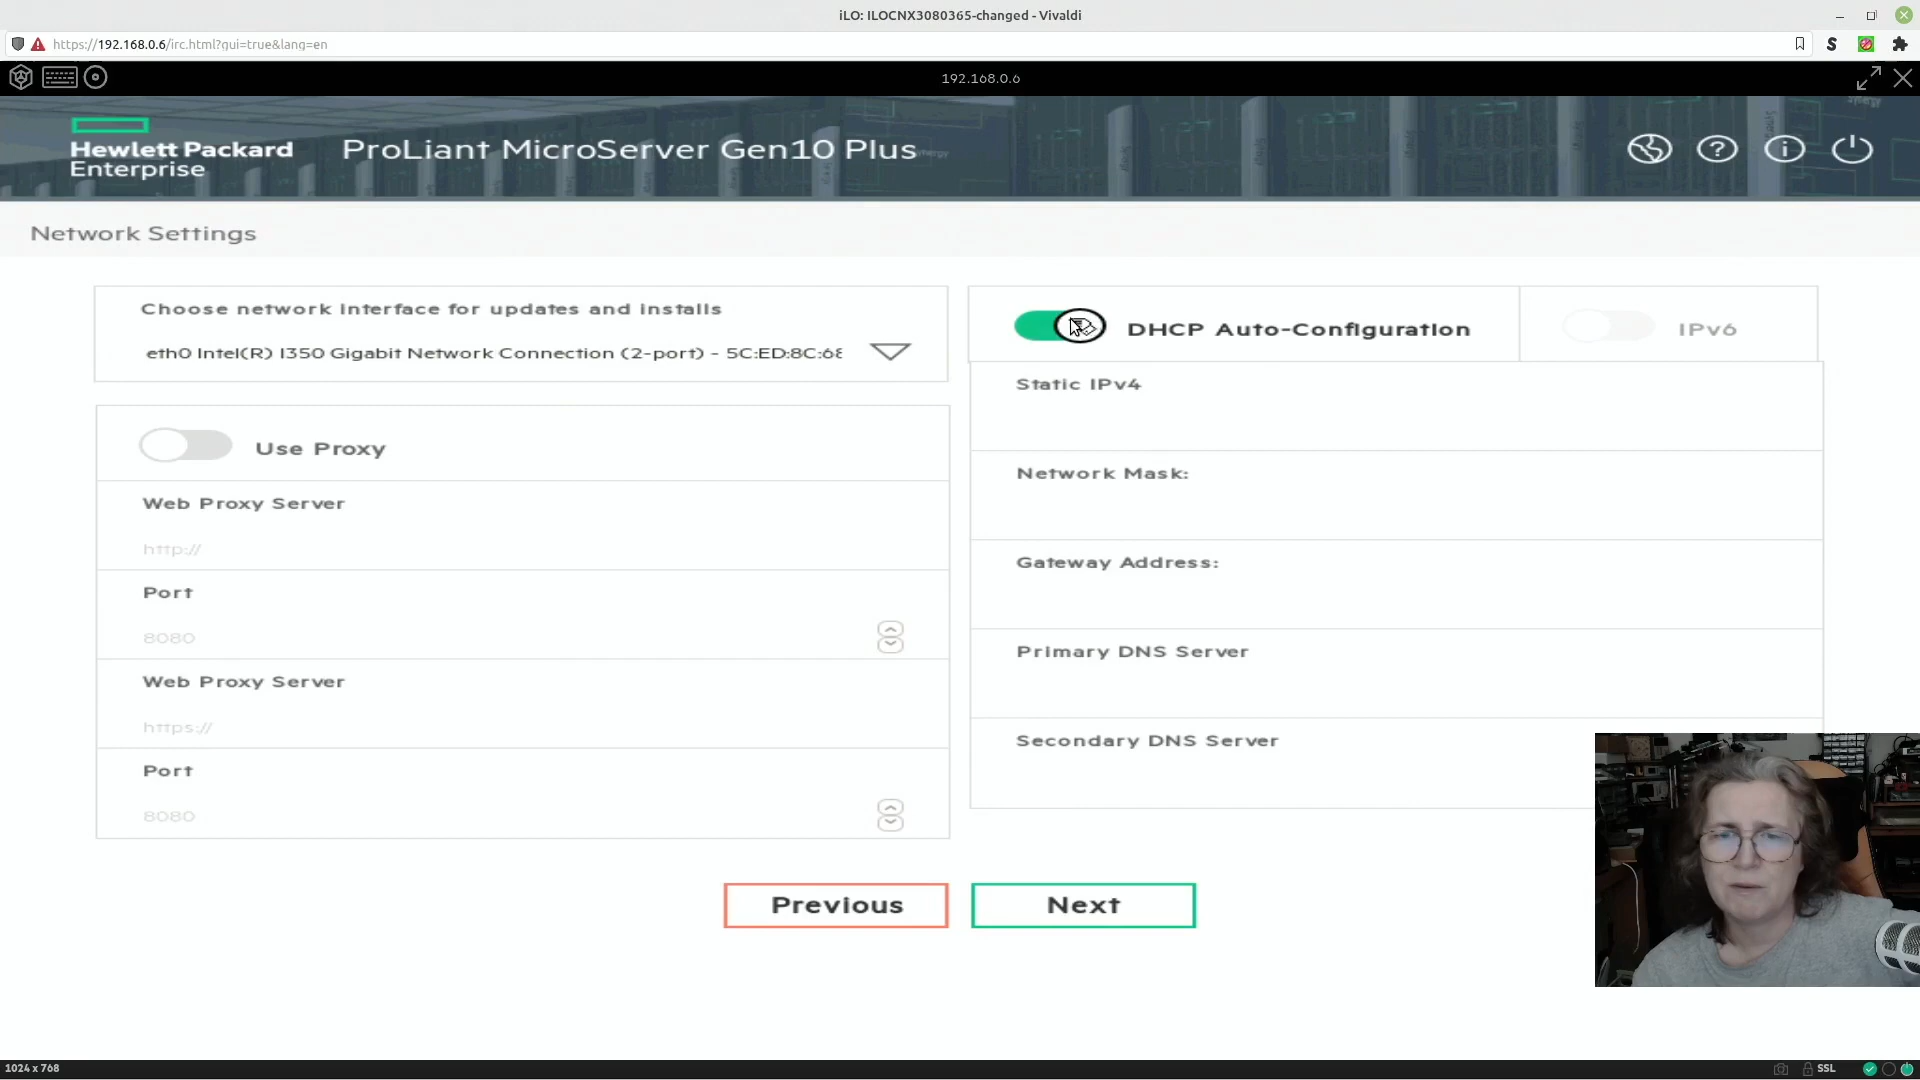 iLO: ILOCNX3080365-changed - Vivaldi
https://192.168.0.6/irc.html?gui=true&lang=en
192.168.0.6
Hewlett Packard
Enterprise
ProLiant MicroServer Gen10 Plus
Network Settings
Choose network interface for updates and installs
eth0 Intel(R) I350 Gigabit Network Connection (2-port) - 5C:ED:8C:68
Use Proxy
Web Proxy Server
http://
Port
8080
Web Proxy Server
https://
Port
8080
DHCP Auto-Configuration
IPv6
Static IPv4
Network Mask:
Gateway Address:
Primary DNS Server
Secondary DNS Server
Previous
Next
1024 x 768
SSL